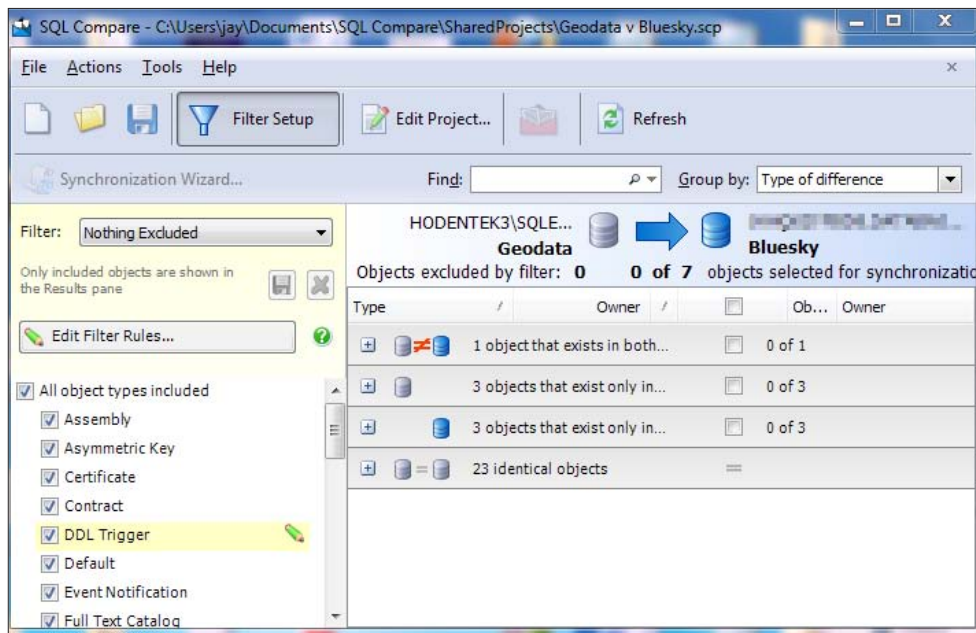 SQL Compare - C:\Users\jay\Documents\SQL Compare\SharedProjects\Geodata v Bluesky.scp
File Actions Tools Help
Filter Setup Edit Project... Refresh
Synchronization Wizard... Find: Group by: Type of difference
Filter: Nothing Excluded
Only included objects are shown in
the Results pane
Edit Filter Rules...
All object types included
Assembly
Asymmetric Key
Certificate
Contract
DDL Trigger
Default
Event Notification
Full Text Catalog
HODENTEK3\SQLE...
Geodata Bluesky
Objects excluded by filter: 0 0 of 7 objects selected for synchronizatio
Type Owner Ob... Owner
1 object that exists in both... 0 of 1
3 objects that exist only in... 0 of 3
3 objects that exist only in... 0 of 3
23 identical objects